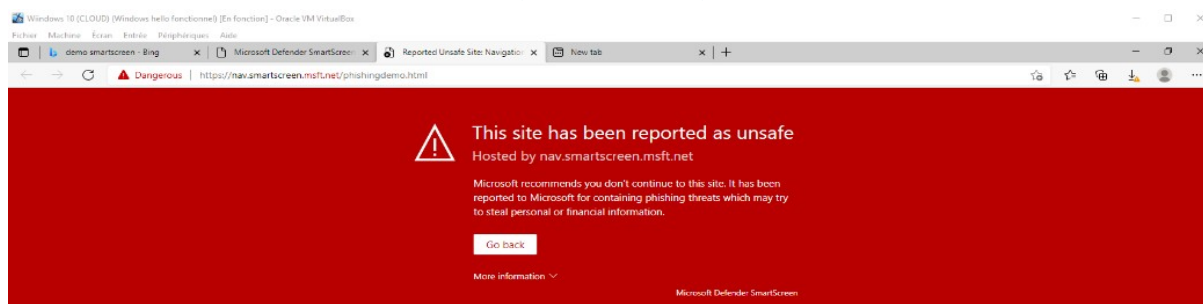 Windows 10 (CLOUD) (Windows hello fonctionnel) [En fonction] - Oracle VM VirtualBox
Fichier Machine Écran Entrée Périphériques Aide
demo smartscreen - Bing
Microsoft Defender SmartScreen
Reported Unsafe Site: Navigation
New tab
Dangerous https://nav.smartscreen.msft.net/phishingdemo.html
This site has been reported as unsafe
Hosted by nav.smartscreen.msft.net
Microsoft recommends you don't continue to this site. It has been
reported to Microsoft for containing phishing threats which may try
to steal personal or financial information.
Go back
More information
Microsoft Defender SmartScreen